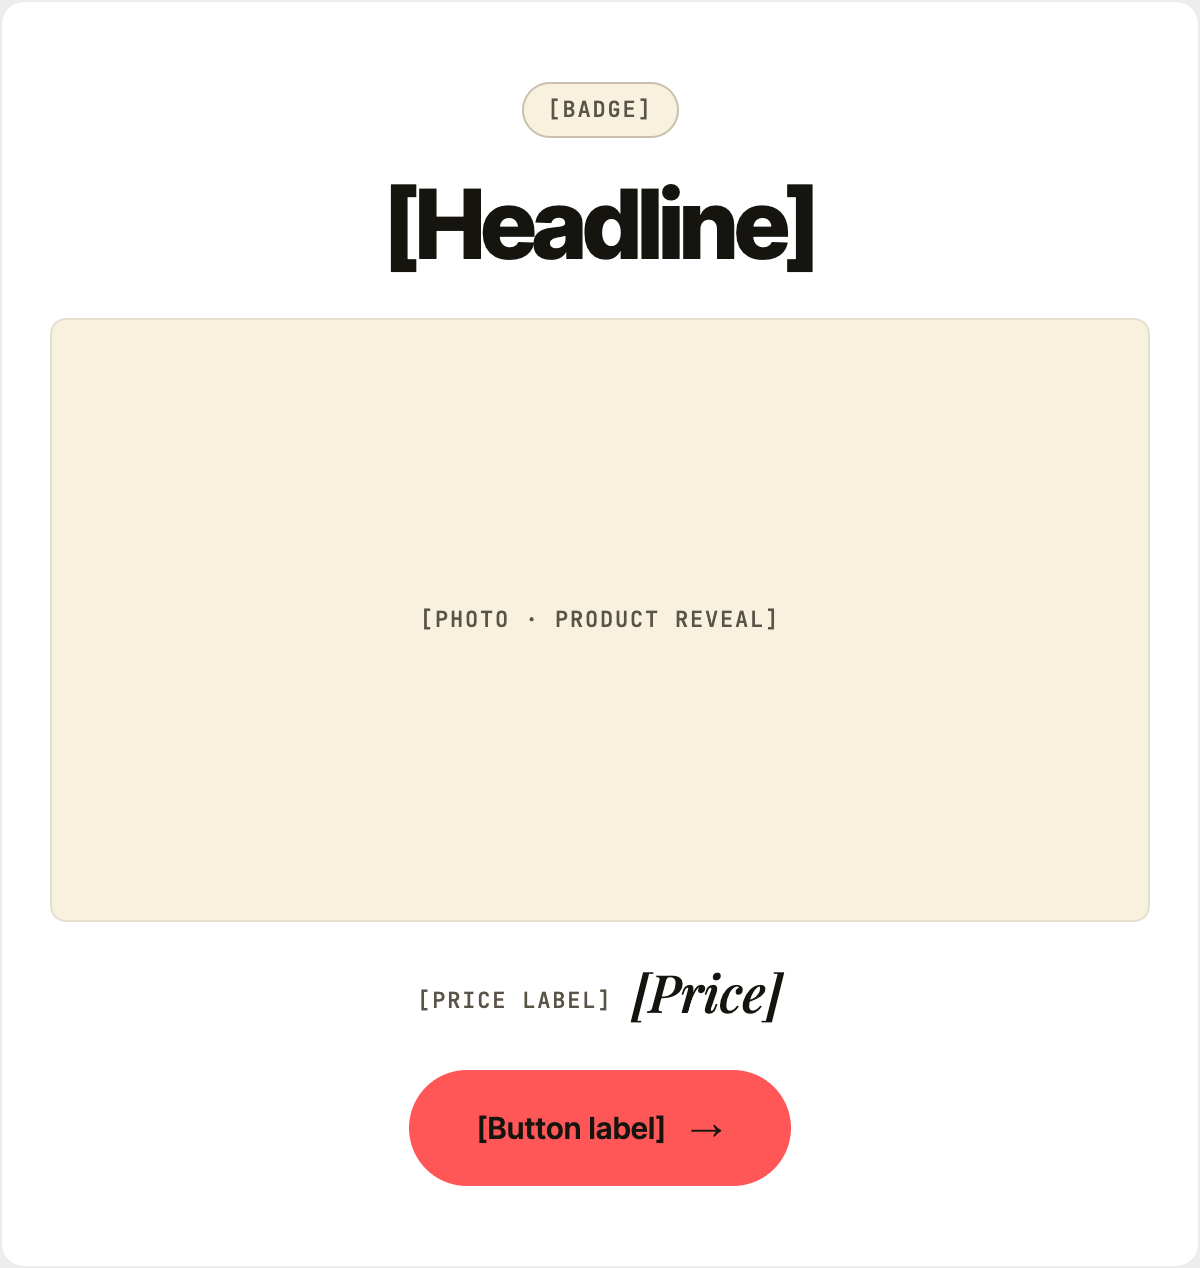 [BADGE]
[Headline]
[PHOTO · PRODUCT REVEAL]
[PRICE LABEL] [Price]
[Button label] →